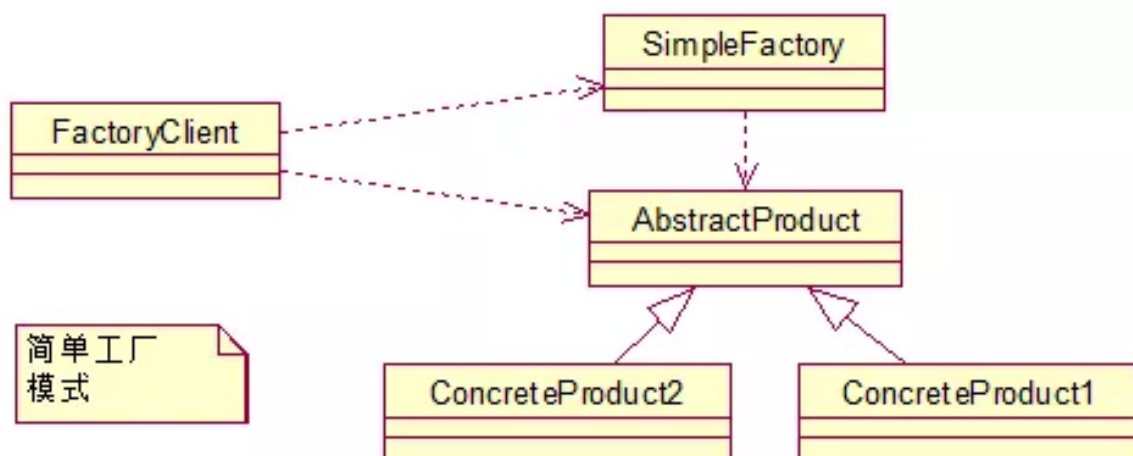 SimpleFactory
FactoryClient
AbstractProduct
简单工厂
模式
ConcreteProduct2
ConcreteProduct1